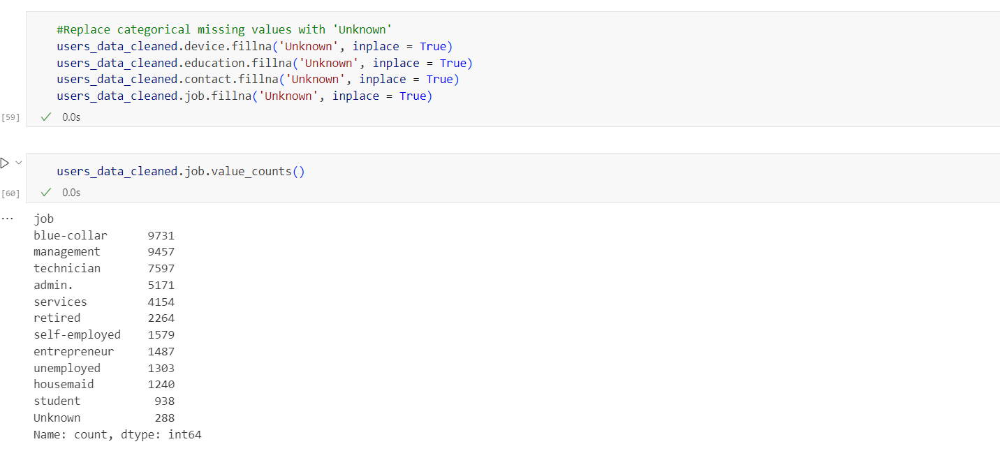 #Replace categorical missing values with 'Unknown'
users_data_cleaned.device.fillna('Unknown', inplace = True)
users_data_cleaned.education.fillna('Unknown', inplace = True)
users_data_cleaned.contact.fillna('Unknown', inplace = True)
users_data_cleaned.job.fillna('Unknown', inplace = True)
[59] 0.0s
users_data_cleaned.job.value_counts()
[60] 0.0s
... job
blue-collar 9731
management 9457
technician 7597
admin. 5171
services 4154
retired 2264
self-employed 1579
entrepreneur 1487
unemployed 1303
housemaid 1240
student 938
Unknown 288
Name: count, dtype: int64